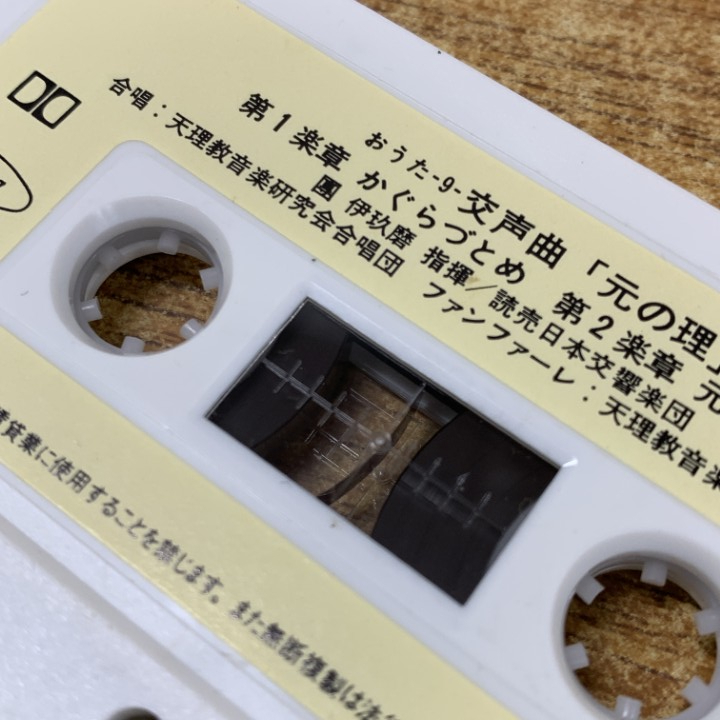 おうた-9-交声曲「元の理」
第1楽章 かぐらづとめ 第2楽章 元
團 伊玖磨 指揮/読売日本交響楽団
合唱:天理教音楽研究会合唱団 ファンファーレ:天理教音楽
賃貸業に使用することを禁じます。また無断複製は法